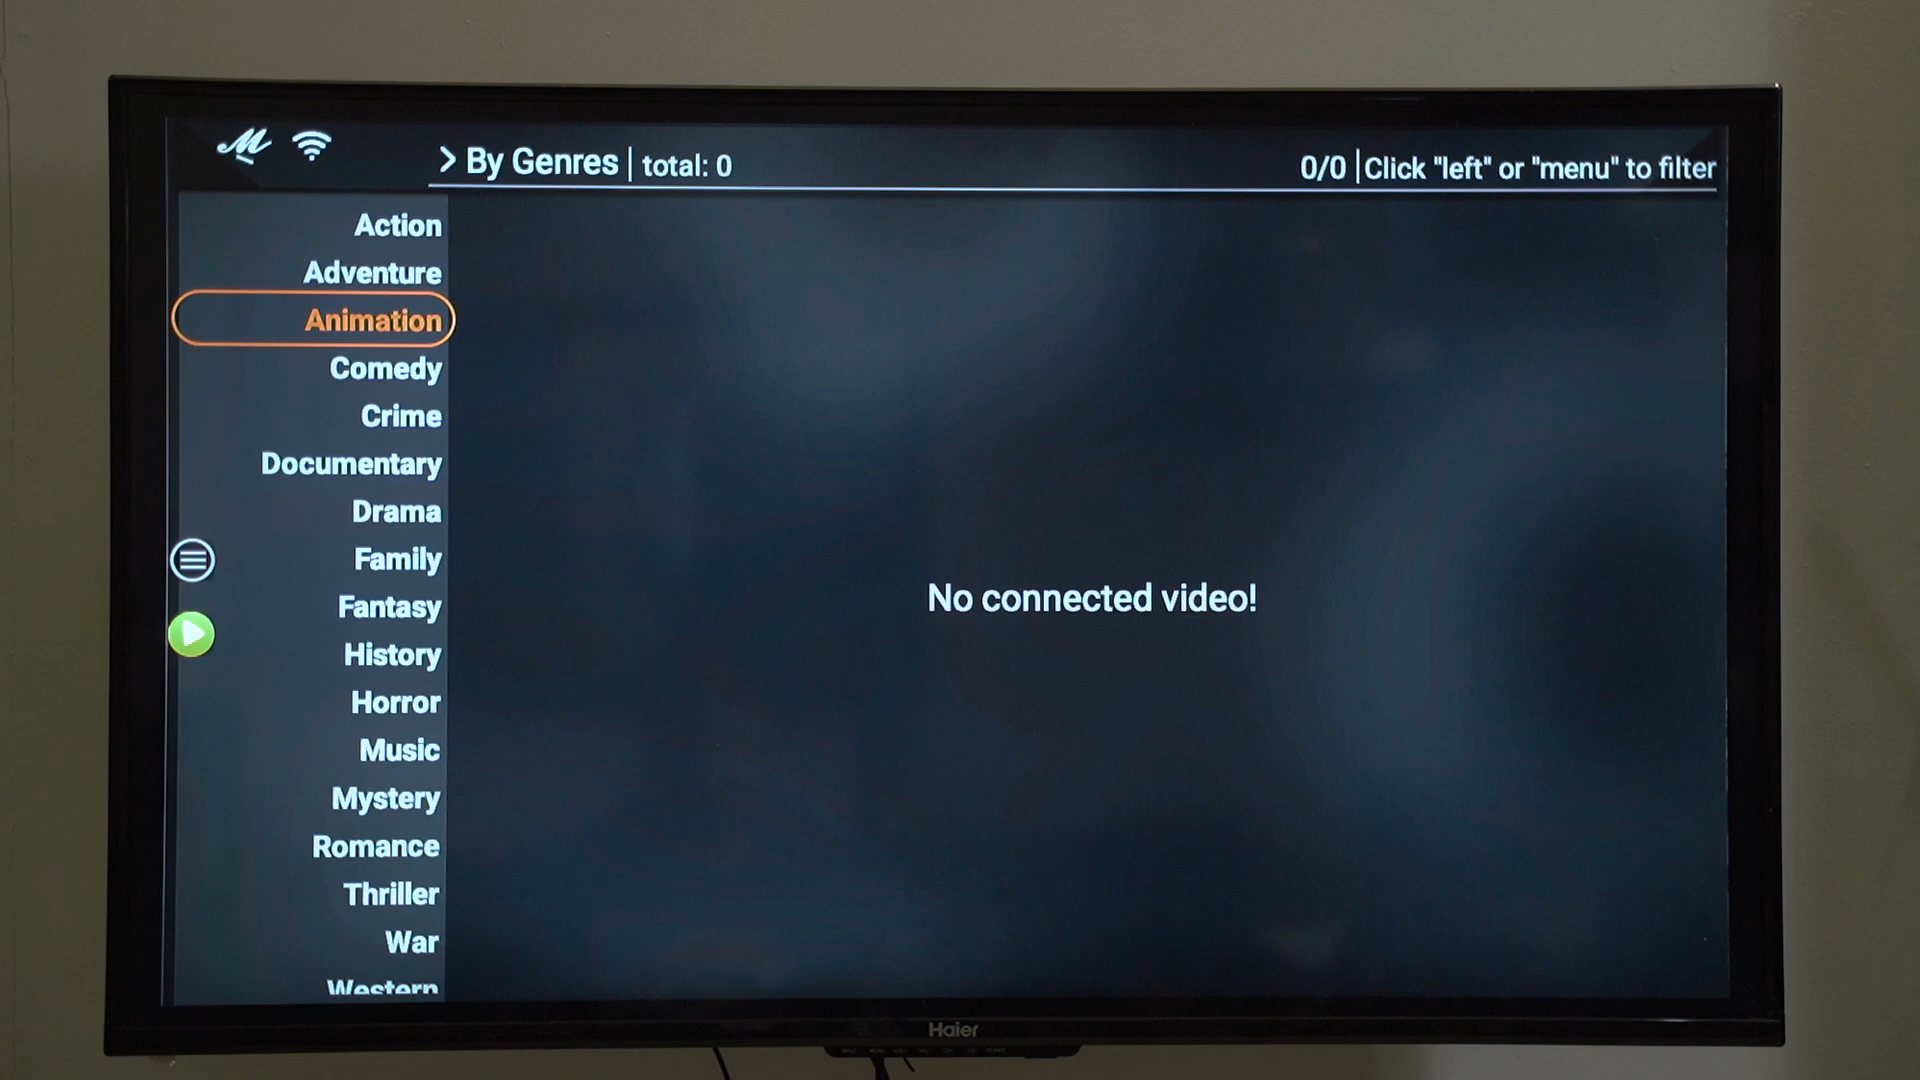 > By Genres | total: 0
0/0 | Click "left" or "menu" to filter
Action
Adventure
Animation
Comedy
Crime
Documentary
Drama
Family
Fantasy
History
Horror
Music
Mystery
Romance
Thriller
War
Western
No connected video!
Haier